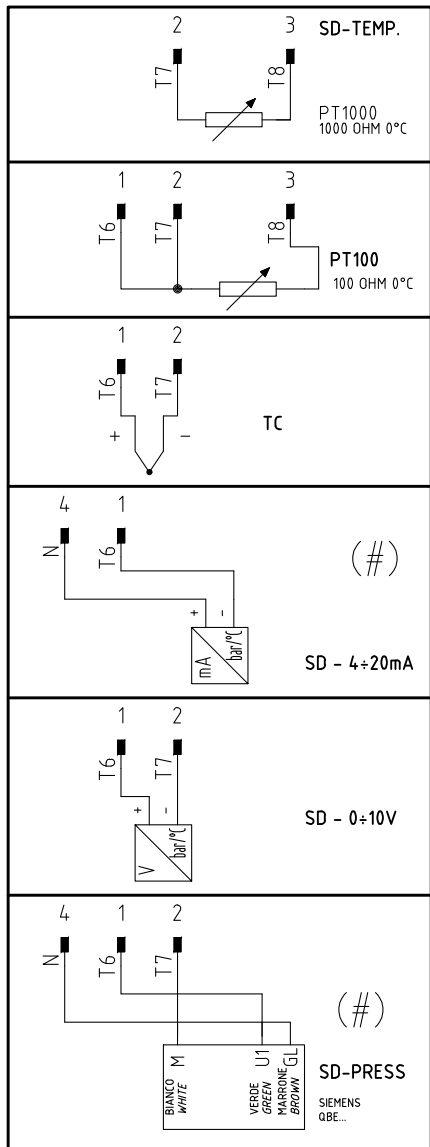 2 3 SD-TEMP.
T7 T8
PT1000
1000 OHM 0°C
1 2 3
T6 T7 T8
PT100
100 OHM 0°C
1 2
T6 T7
+ -
TC
4 1
N T6
(#)
+ -
mA bar/°C
SD - 4÷20mA
1 2
T6 T7
+ -
V bar/°C
SD - 0÷10V
4 1 2
N T6 T7
(#)
M U1 GL
BIANCO VERDE MARRONE
WHITE GREEN BROWN
SD-PRESS
SIEMENS
QBE...